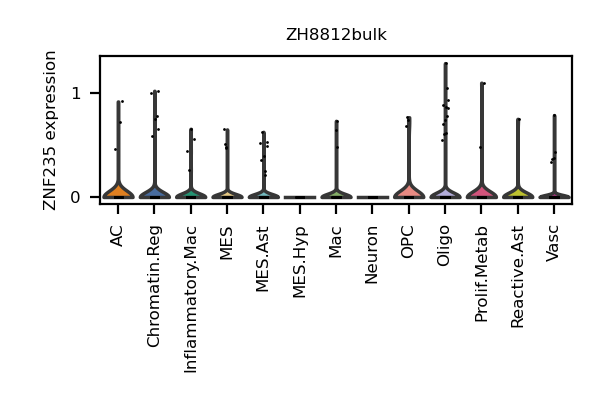 ZH8812bulk
ZNF235 expression
1
0
AC
Chromatin.Reg
Inflammatory.Mac
MES
MES.Ast
MES.Hyp
Mac
Neuron
OPC
Oligo
Prolif.Metab
Reactive.Ast
Vasc